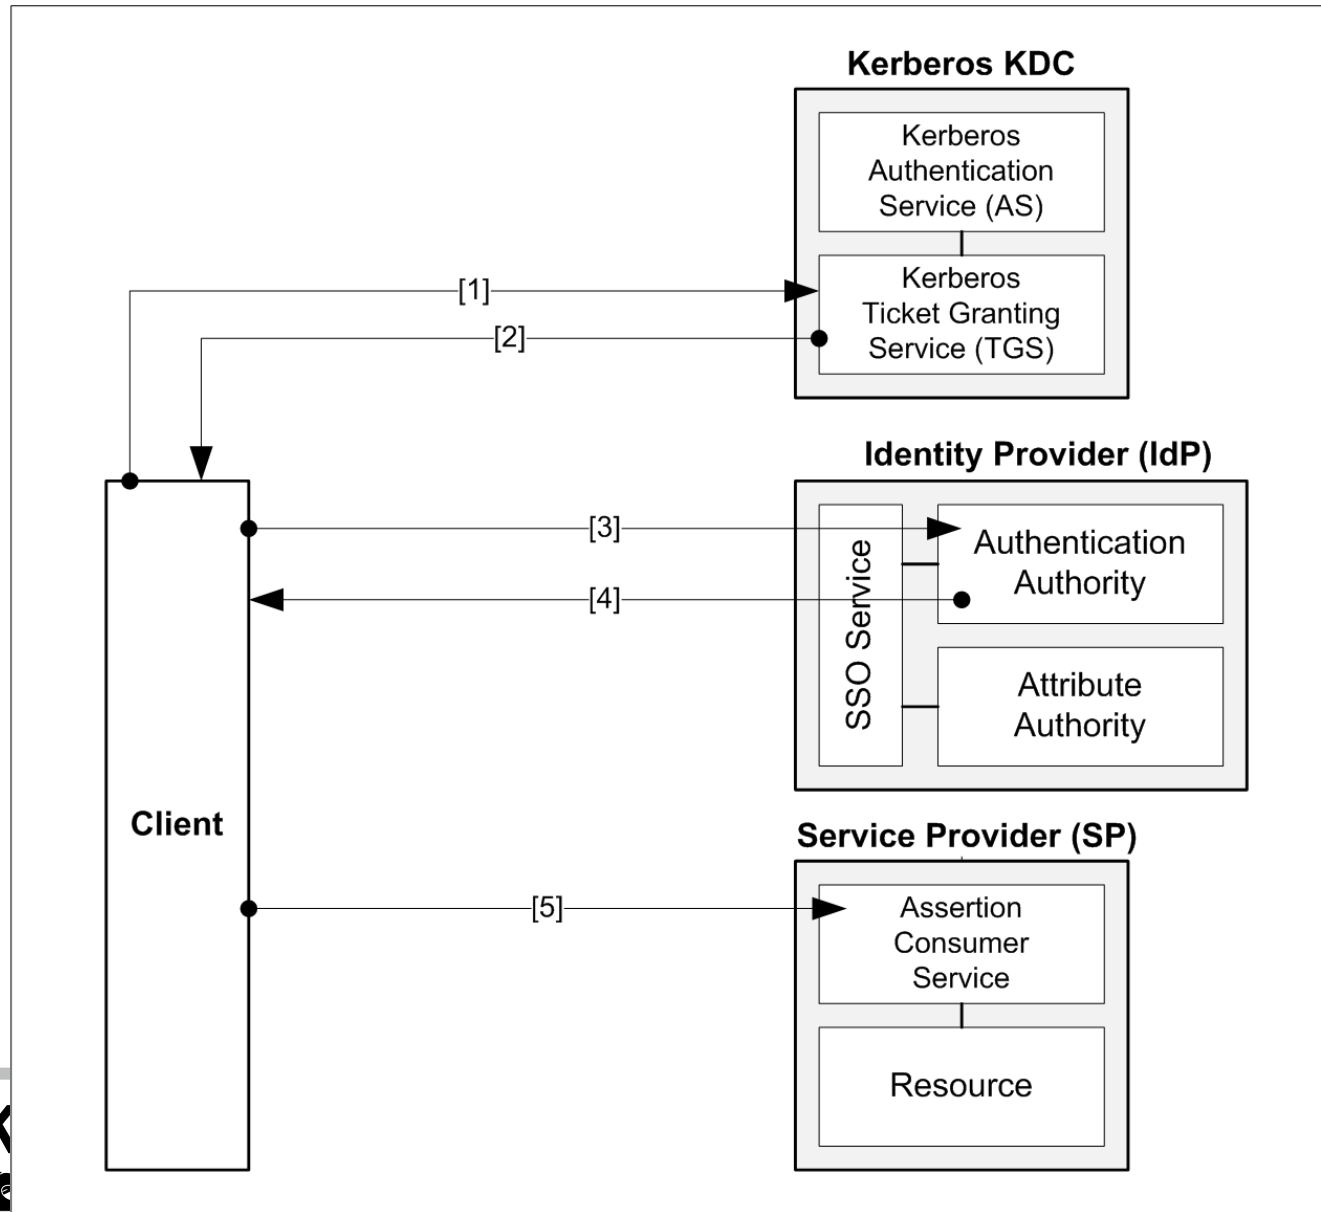 Kerberos KDC
Kerberos
Authentication
Service (AS)
Kerberos
Ticket Granting
Service (TGS)
[1]
[2]
Identity Provider (IdP)
[3]
[4]
SSO Service
Authentication
Authority
Attribute
Authority
Client
Service Provider (SP)
[5]
Assertion
Consumer
Service
Resource